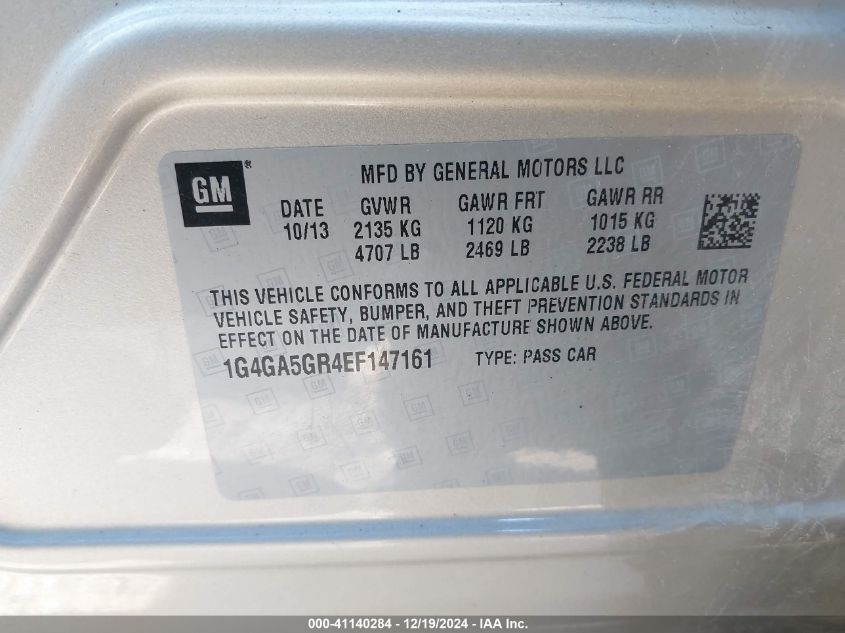 GM®
MFD BY GENERAL MOTORS LLC
DATE GVWR GAWR FRT GAWR RR
10/13 2135 KG 1120 KG 1015 KG
4707 LB 2469 LB 2238 LB
THIS VEHICLE CONFORMS TO ALL APPLICABLE U.S. FEDERAL MOTOR
VEHICLE SAFETY, BUMPER, AND THEFT PREVENTION STANDARDS IN
EFFECT ON THE DATE OF MANUFACTURE SHOWN ABOVE.
1G4GA5GR4EF147161 TYPE: PASS CAR
000-41140284 - 12/19/2024 - IAA Inc.